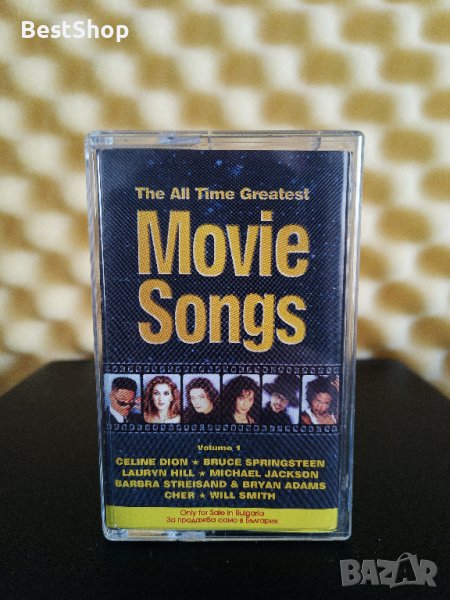 BestShop
The All Time Greatest
Movie
Songs
Volume 1
CELINE DION ★ BRUCE SPRINGSTEEN
LAURYN HILL ★ MICHAEL JACKSON
BARBRA STREISAND & BRYAN ADAMS
CHER ★ WILL SMITH
Only for Sale in Bulgaria
За продажба само в България
BAZAR